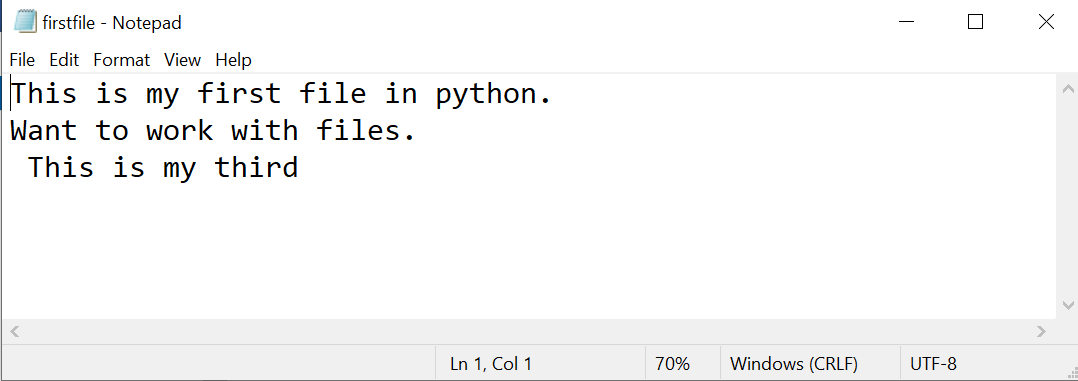 firstfile - Notepad
File Edit Format View Help
This is my first file in python.
Want to work with files.
 This is my third
Ln 1, Col 1 70% Windows (CRLF) UTF-8